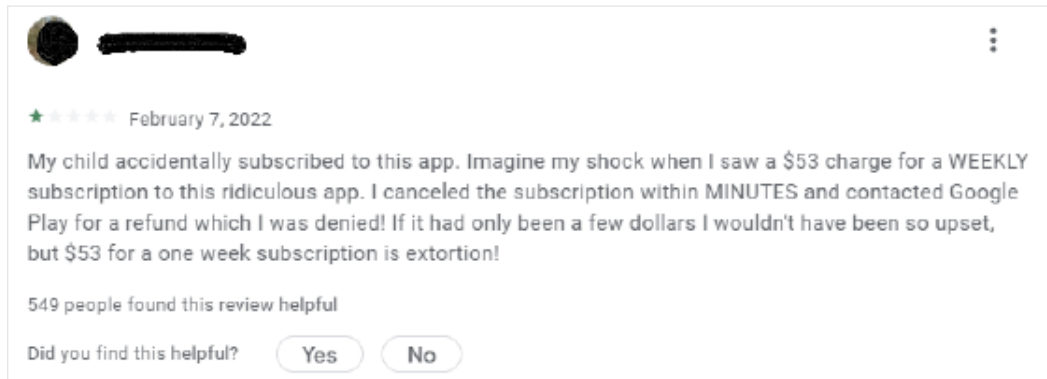 February 7, 2022
My child accidentally subscribed to this app. Imagine my shock when I saw a $53 charge for a WEEKLY
subscription to this ridiculous app. I canceled the subscription within MINUTES and contacted Google
Play for a refund which I was denied! If it had only been a few dollars I wouldn't have been so upset,
but $53 for a one week subscription is extortion!
549 people found this review helpful
Did you find this helpful? Yes No